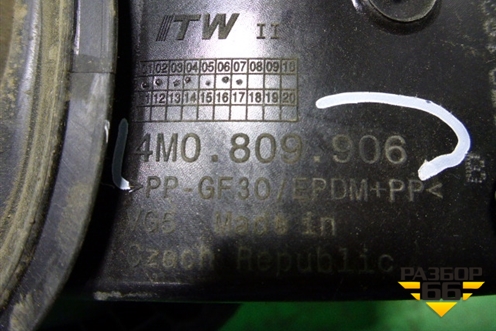 ITW II
01 02 03 04 05 06 07 08 09 10
11 12 13 14 15 16 17 18 19 20
4M0.809.906
>PP-GF30/EPDM+PP<
VG5 Made in
Czech Republic
B
РАЗБОР
66